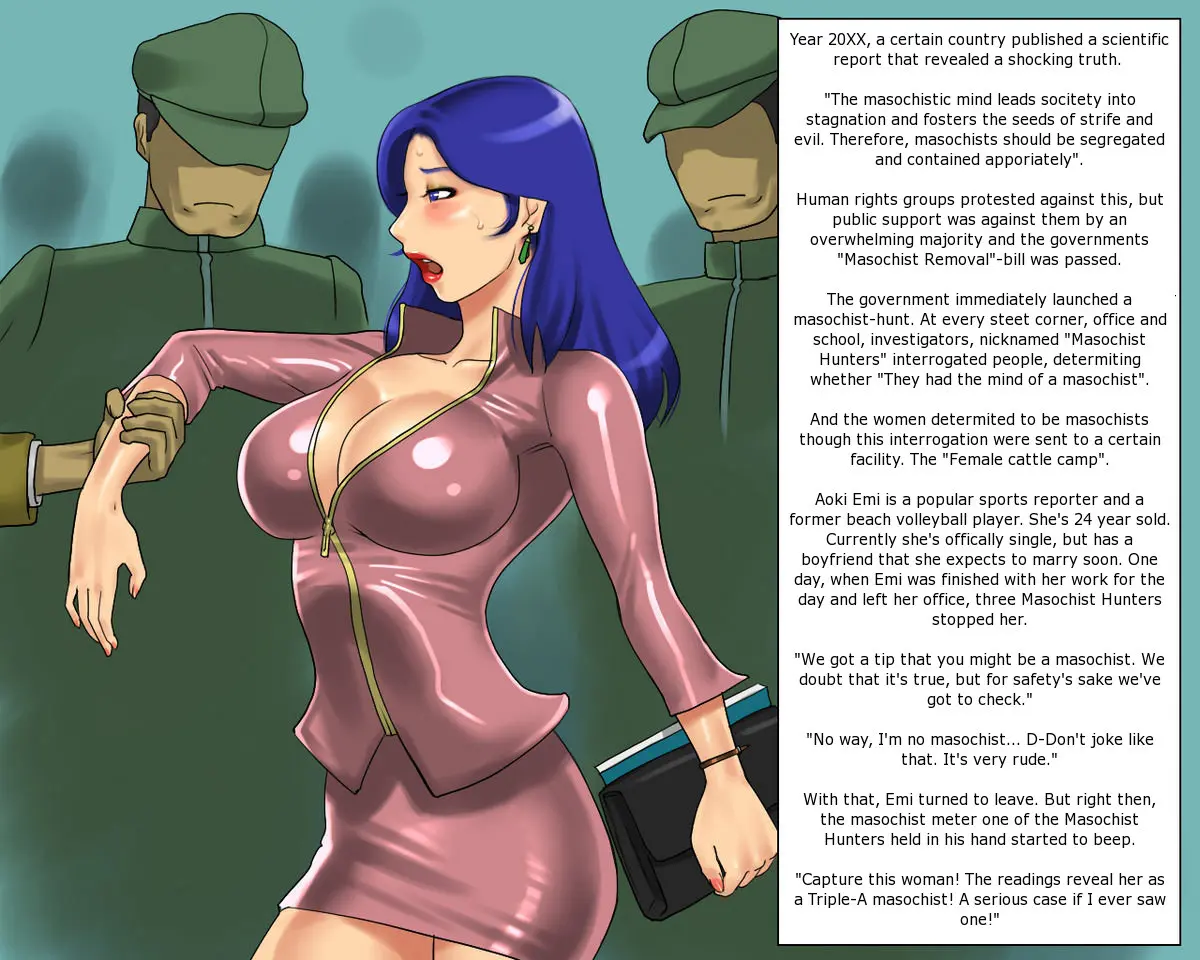 Year 20XX, a certain country published a scientific
report that revealed a shocking truth.
"The masochistic mind leads socitety into
stagnation and fosters the seeds of strife and
evil. Therefore, masochists should be segregated
and contained apporiately".
Human rights groups protested against this, but
public support was against them by an
overwhelming majority and the governments
"Masochist Removal"-bill was passed.
The government immediately launched a
masochist-hunt. At every steet corner, office and
school, investigators, nicknamed "Masochist
Hunters" interrogated people, determiting
whether "They had the mind of a masochist".
And the women determited to be masochists
though this interrogation were sent to a certain
facility. The "Female cattle camp".
Aoki Emi is a popular sports reporter and a
former beach volleyball player. She's 24 year sold.
Currently she's offically single, but has a
boyfriend that she expects to marry soon. One
day, when Emi was finished with her work for the
day and left her office, three Masochist Hunters
stopped her.
"We got a tip that you might be a masochist. We
doubt that it's true, but for safety's sake we've
got to check."
"No way, I'm no masochist... D-Don't joke like
that. It's very rude."
With that, Emi turned to leave. But right then,
the masochist meter one of the Masochist
Hunters held in his hand started to beep.
"Capture this woman! The readings reveal her as
a Triple-A masochist! A serious case if I ever saw
one!"